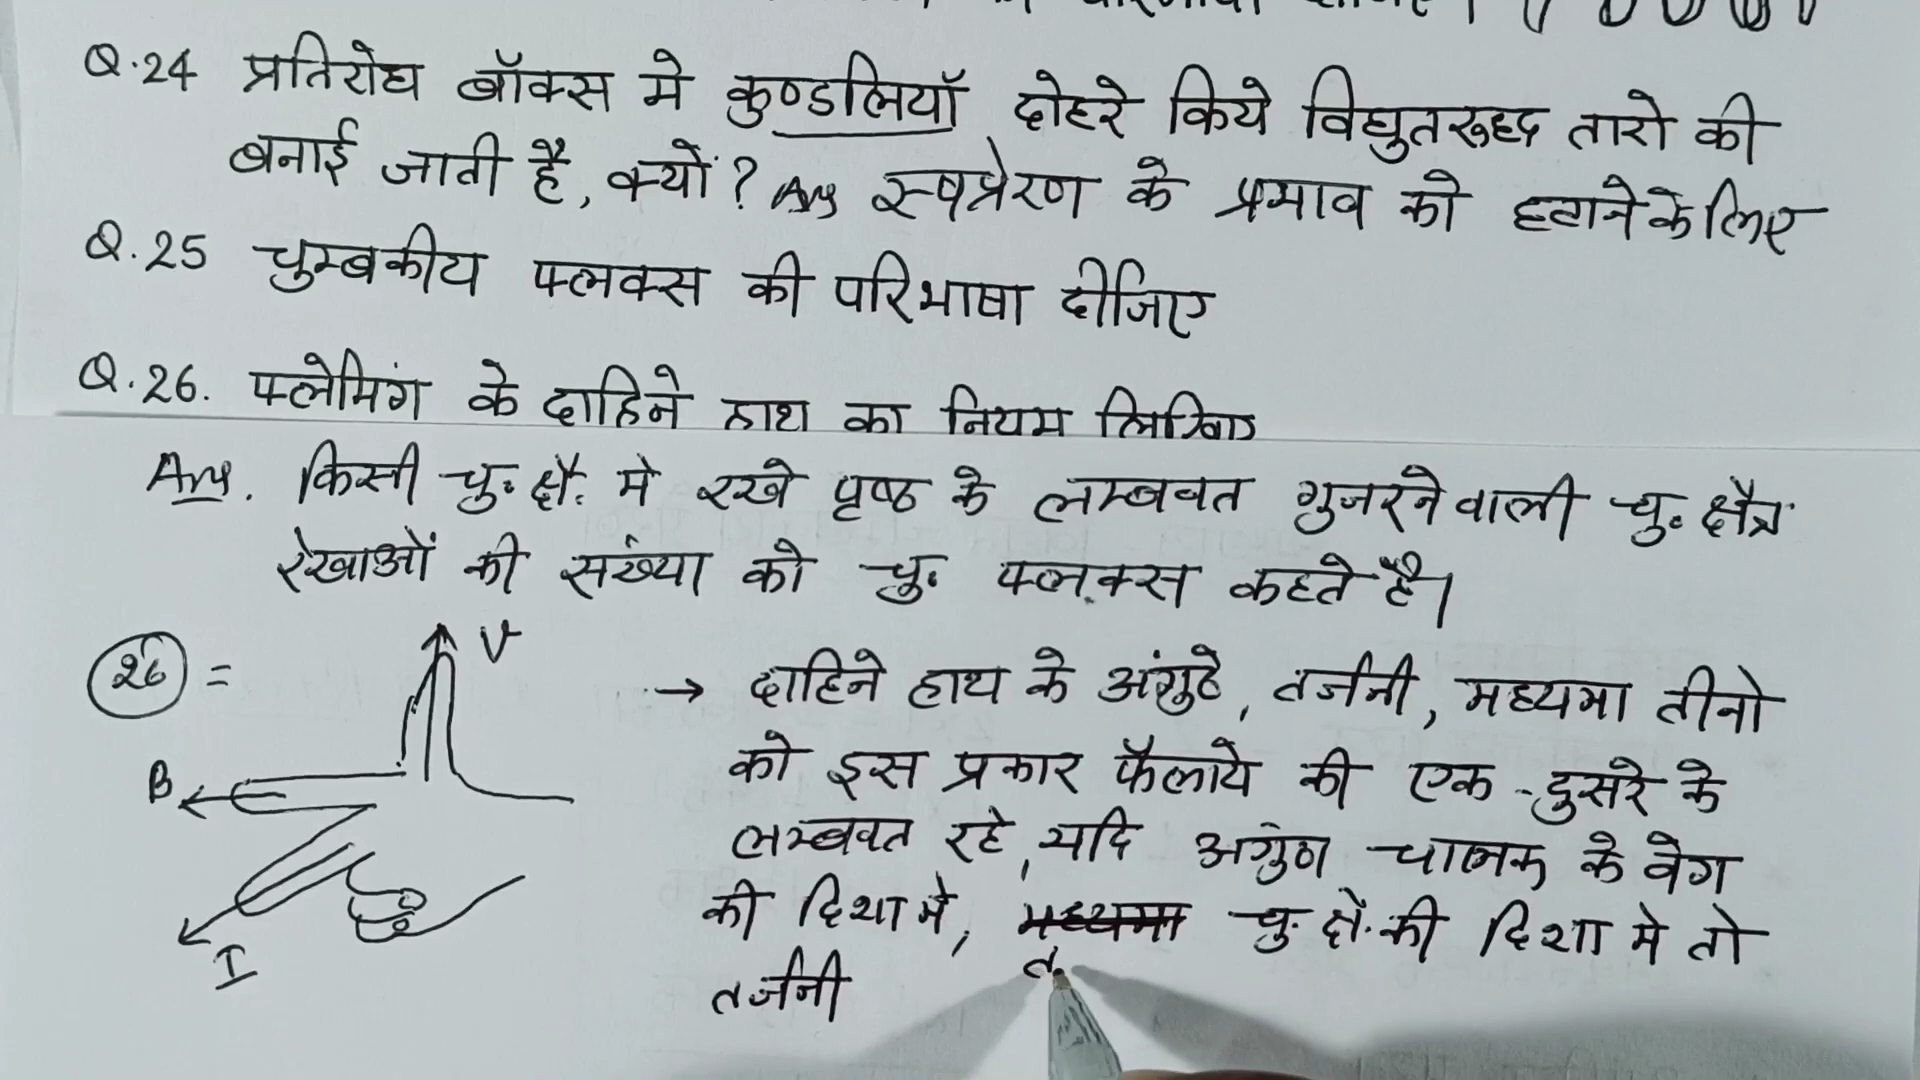 Q.24 प्रतिरोध बॉक्स मे कुण्डलियाँ दोहरे किये विद्युतरूद्ध तारो की
बनाई जाती है, क्यों? Ans स्वप्रेरण के प्रभाव को हटाने के लिए
Q.25 चुम्बकीय फ्लक्स की परिभाषा दीजिए
Q.26. फ्लेमिंग के दाहिने हाथ का नियम लिखिए
Ans. किसी चु. क्षै. मे रखे पृष्ठ के लम्बवत गुजरने वाली चु. क्षैत्र
रेखाओं की संख्या को चु. फ्लक्स कहते है।
26 =
V
B
I
→ दाहिने हाथ के अंगुठे, तर्जनी, मध्यमा तीनो
को इस प्रकार फैलाये की एक-दुसरे के
लम्बवत रहे, यदि अगुंठा चालक के वेग
की दिशा मे, मध्यमा चु. क्षै. की दिशा मे तो
त
तर्जनी